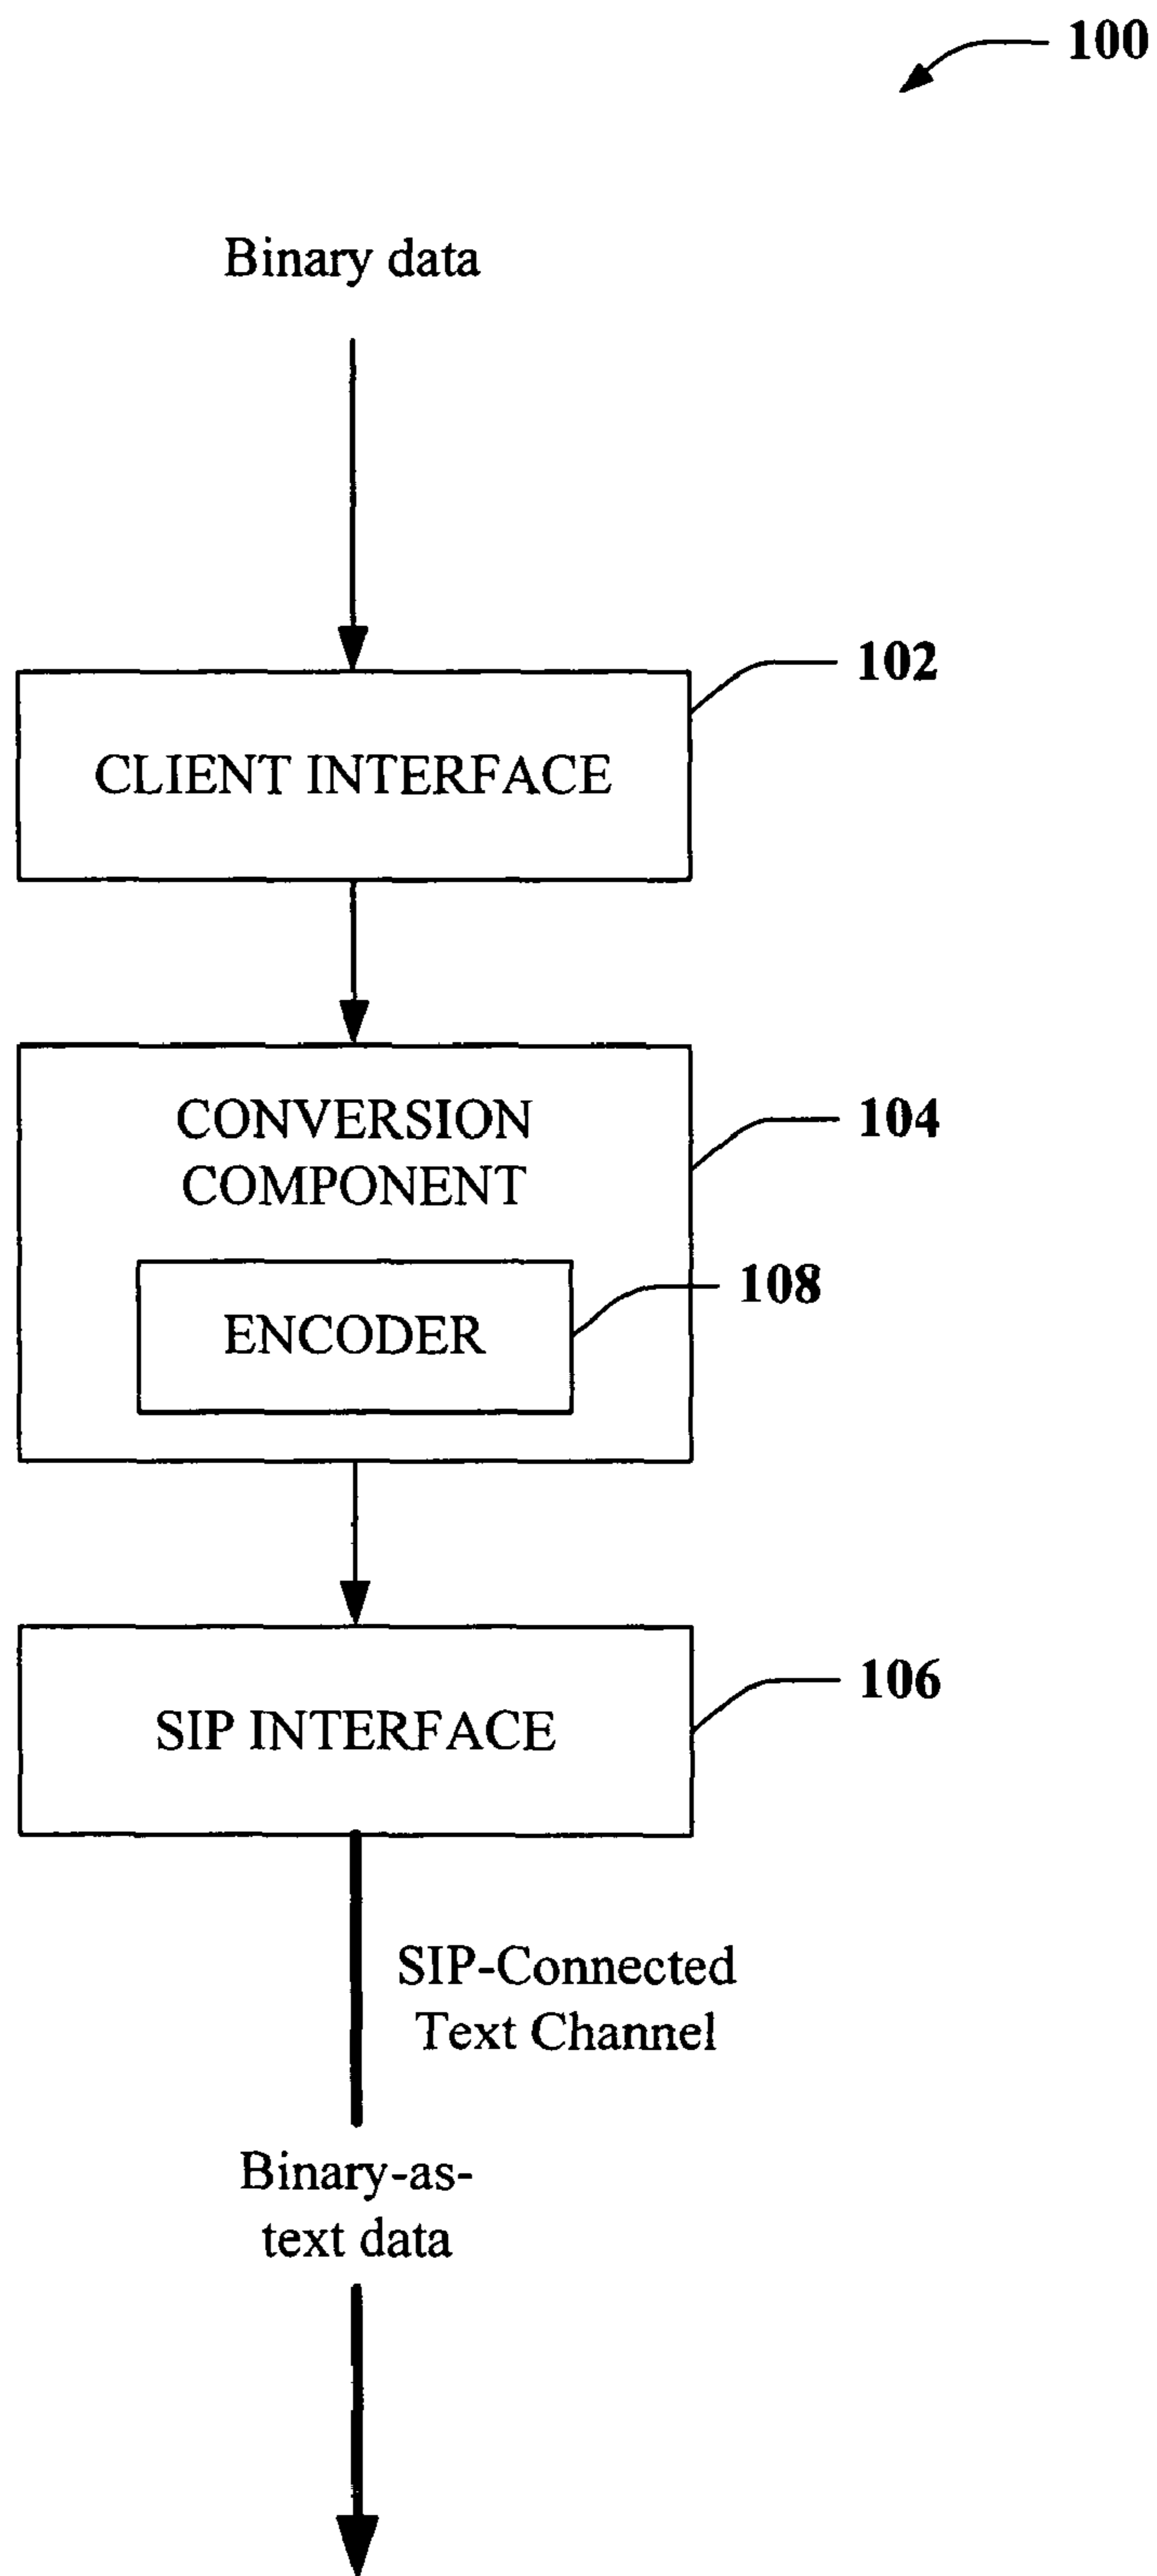 100
Binary data
102
CLIENT INTERFACE
CONVERSION
COMPONENT
104
108
ENCODER
106
SIP INTERFACE
SIP-Connected
Text Channel
Binary-as-
text data